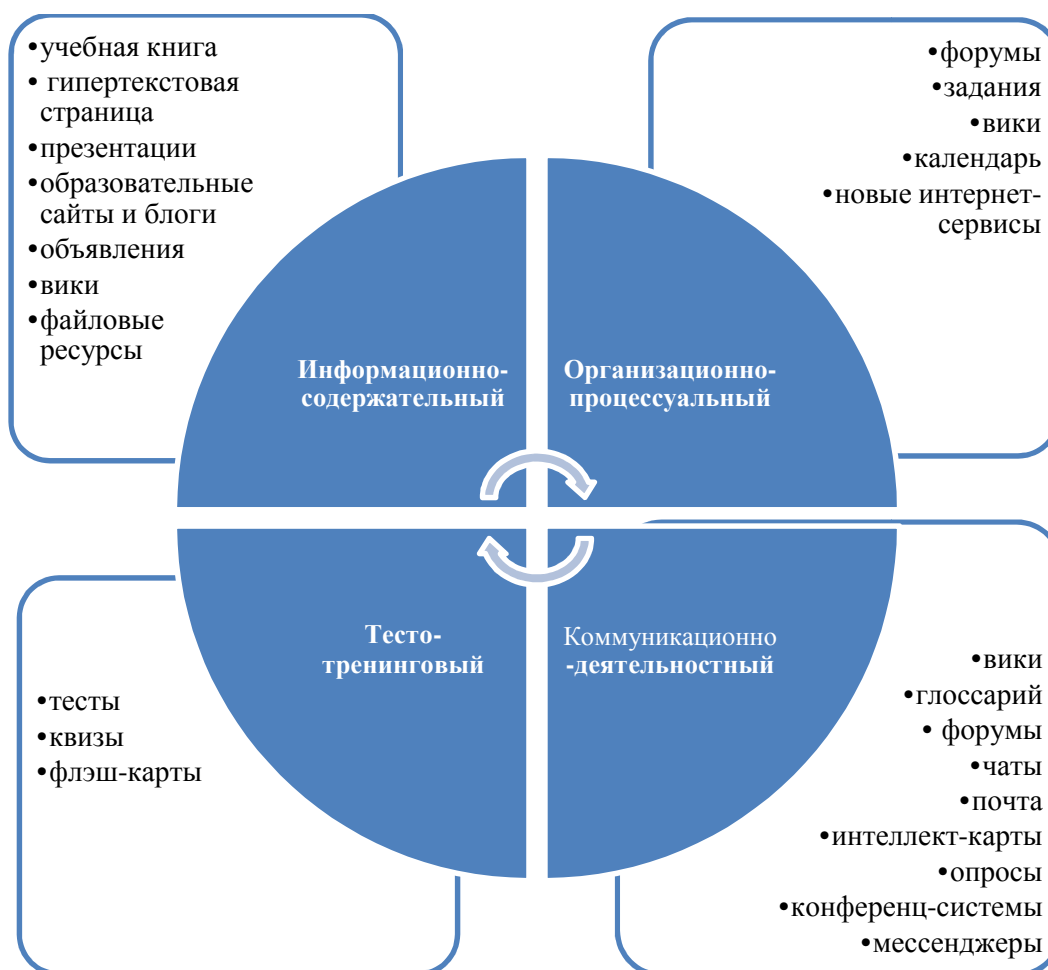 •учебная книга
• гипертекстовая
страница
•презентации
•образовательные
сайты и блоги
•объявления
•вики
•файловые
ресурсы
•форумы
•задания
•вики
•календарь
•новые интернет-
сервисы
Информационно-
содержательный
Организационно-
процессуальный
Тесто-
тренинговый
Коммуникационно
-деятельностный
•тесты
•квизы
•флэш-карты
•вики
•глоссарий
• форумы
•чаты
•почта
•интеллект-карты
•опросы
•конференц-системы
•мессенджеры